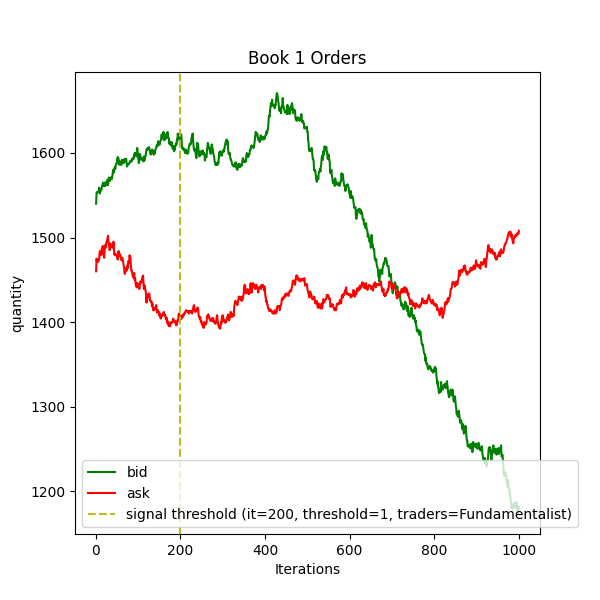 Book 1 Orders
quantity
1600
1500
1400
1300
1200
bid
ask
signal threshold (it=200, threshold=1, traders=Fundamentalist)
0 200 400 600 800 1000
Iterations